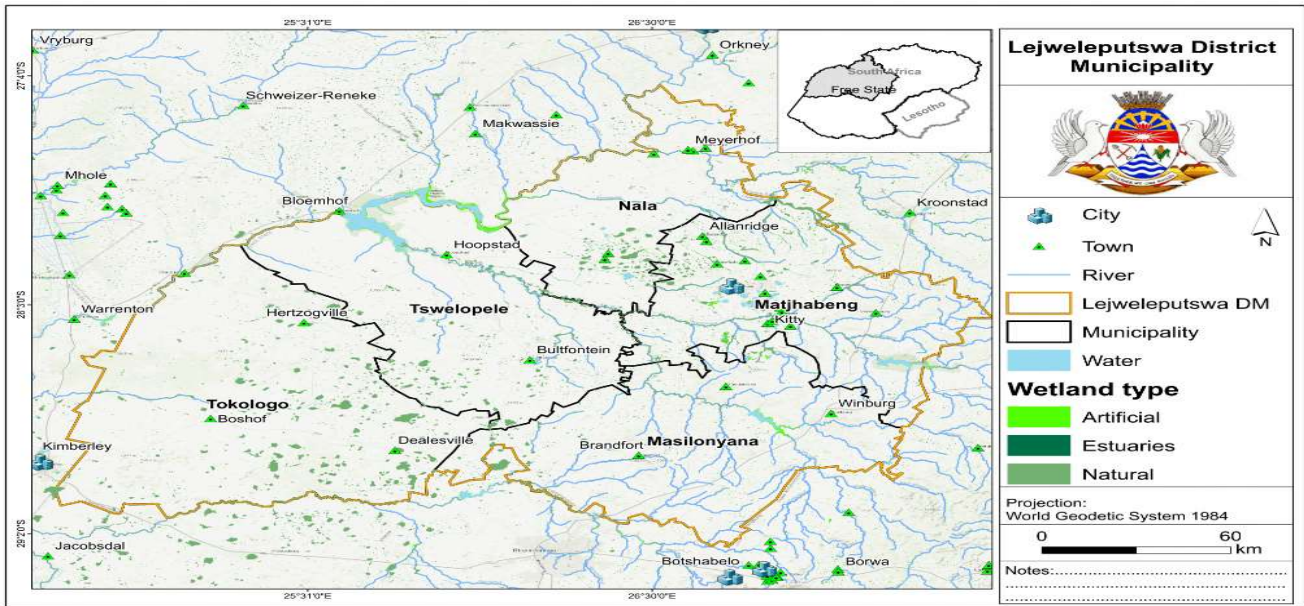 25°31'0"E
26°30'0"E
27°40'S
28°30'S
29°20'S
Vryburg
Orkney
Schweizer-Reneke
Makwassie
Meyerhof
Mhole
Bloemhof
Nala
Kroonstad
Allanridge
Hoopstad
Warrenton
Hertzogville
Tswelopele
Matjhabeng
Kitty
Bultfontein
Tokologo
Boshof
Winburg
Kimberley
Dealesville
Brandfort
Masilonyana
Jacobsdal
Botshabelo
Borwa
25°31'0"E
26°30'0"E
South Africa
Free State
Lesotho
Lejweleputswa District
Municipality
City
Town
River
Lejweleputswa DM
Municipality
Water
Wetland type
Artificial
Estuaries
Natural
N
Projection:
World Geodetic System 1984
0 60
km
Notes: